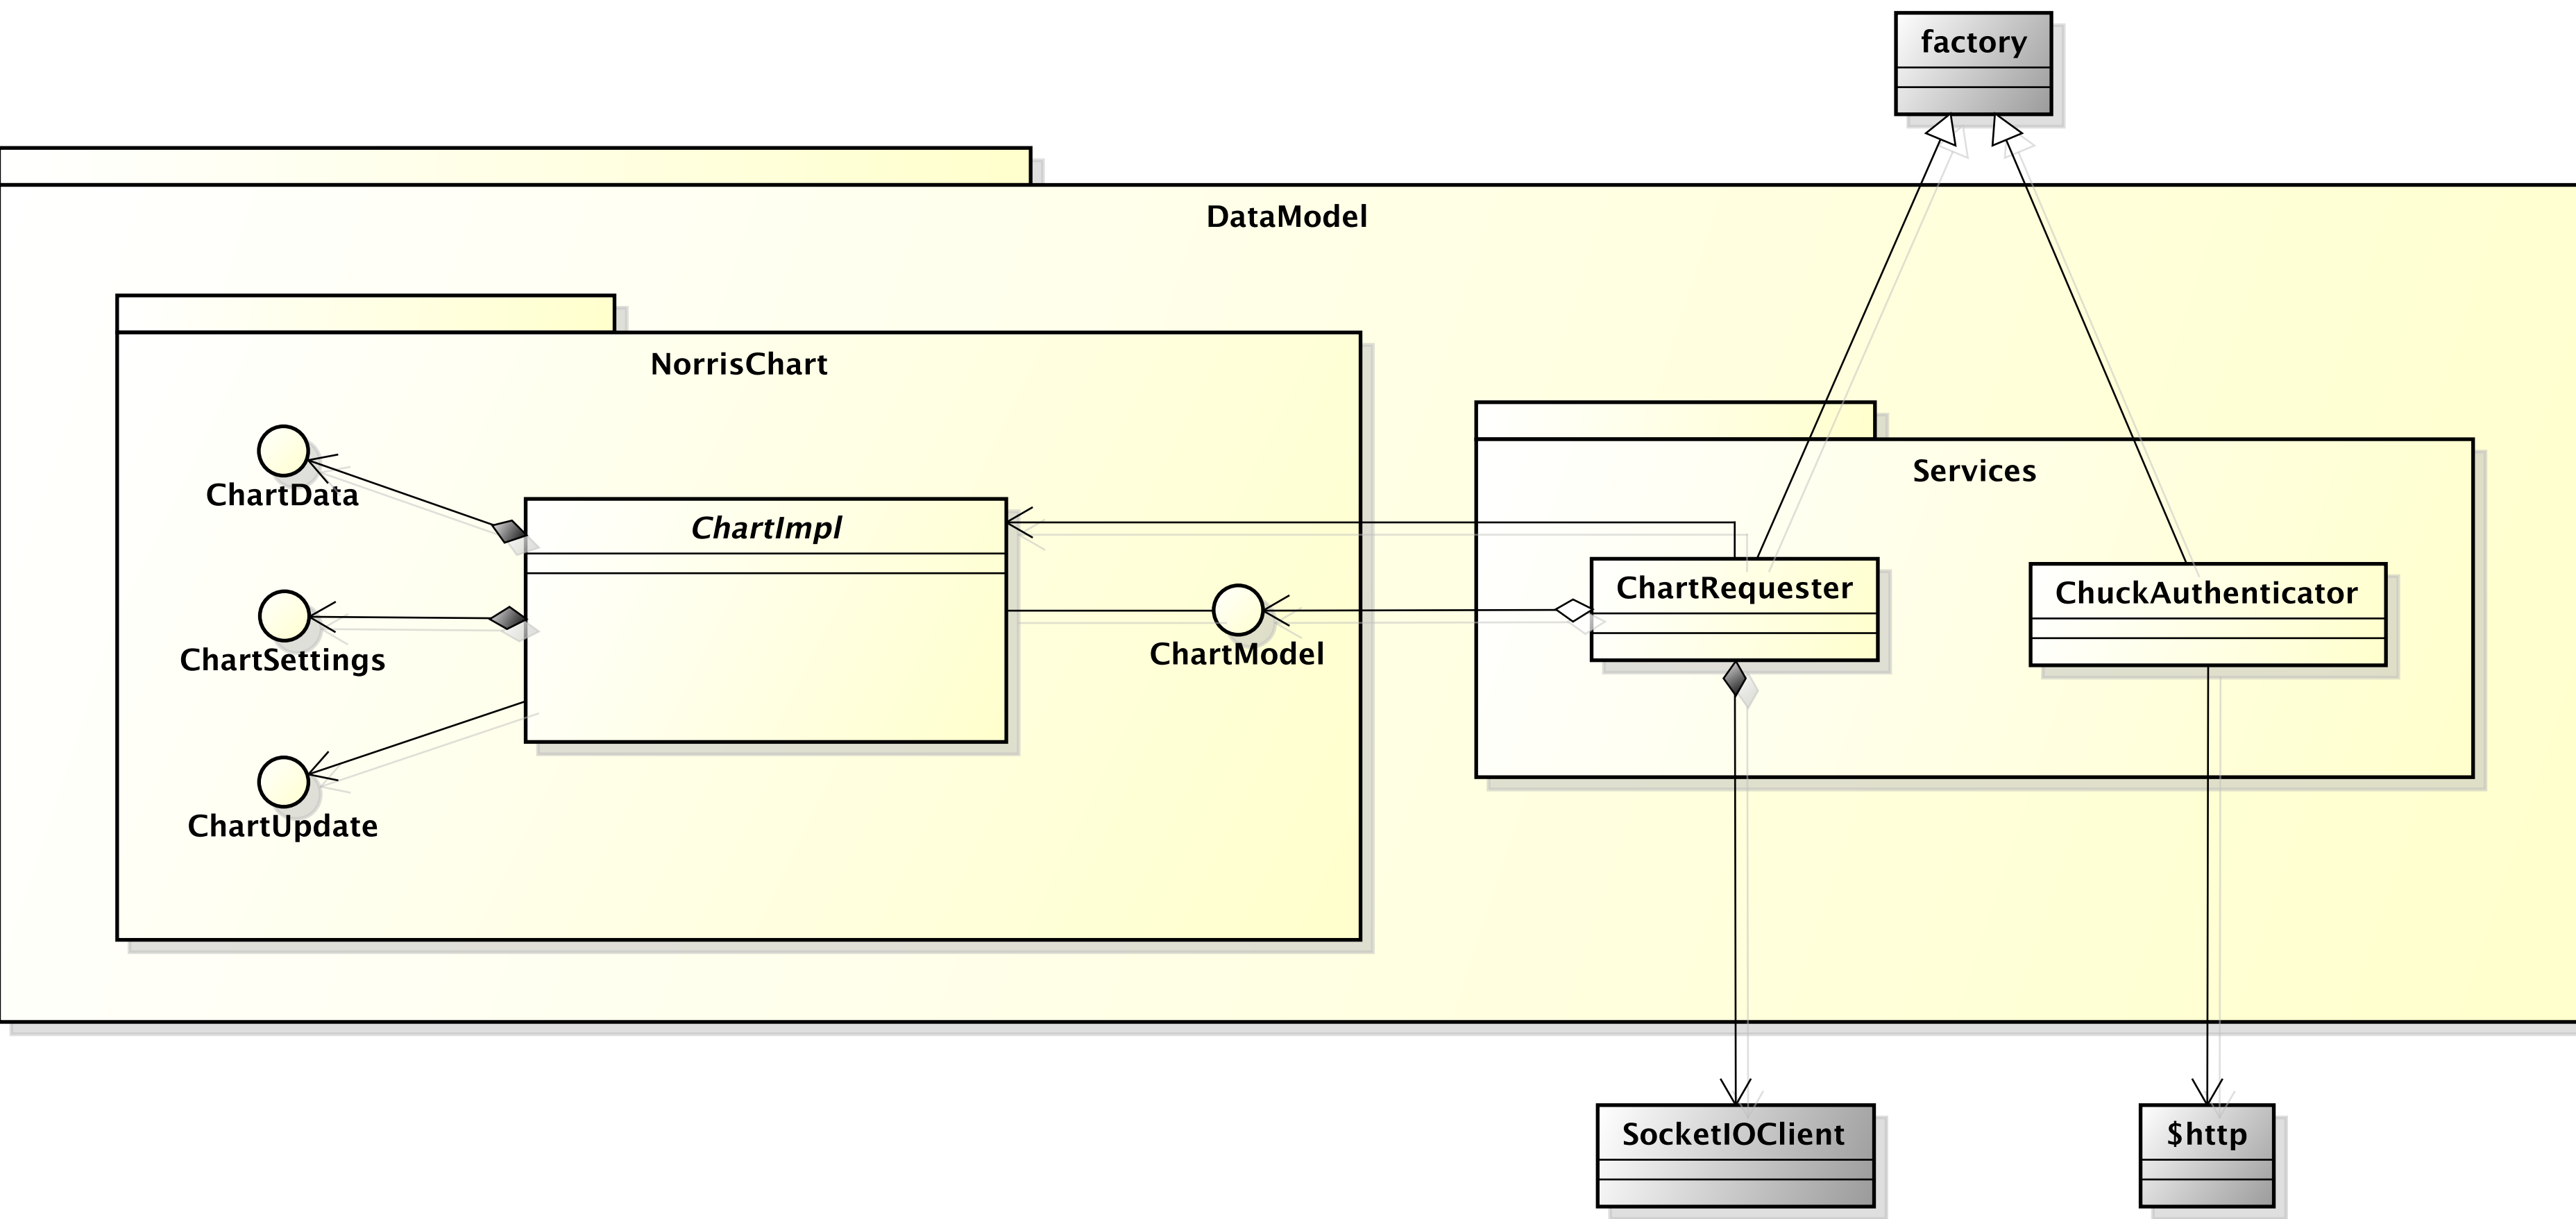 factory
DataModel
NorrisChart
Services
ChartData
ChartImpl
ChartRequester
ChuckAuthenticator
ChartSettings
ChartModel
ChartUpdate
SocketIOClient
$http